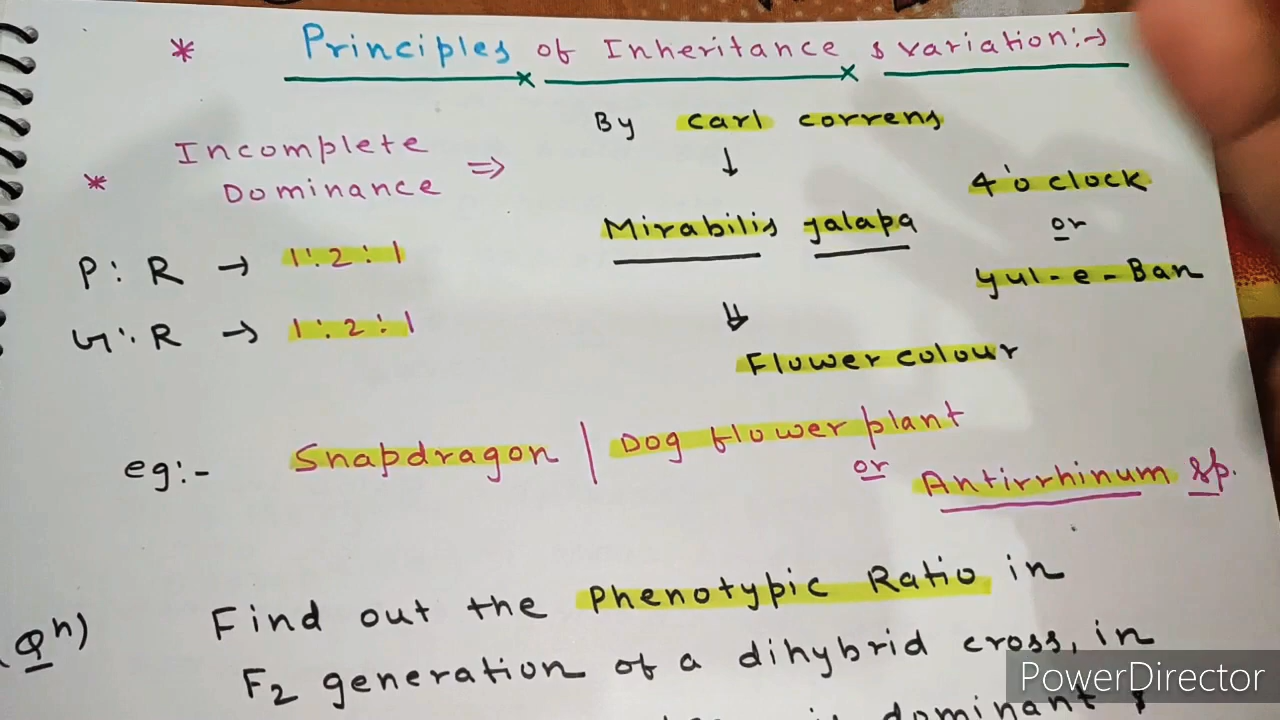 * Principles of Inheritance & variation:→
By Carl correns
* Incomplete Dominance ⇒
↓
4'o clock
or
gul-e-Ban
Mirabilis jalapa
P:R → 1:2:1
G:R → 1:2:1
⇓
Flower colour
eg:- Snapdragon | Dog flower plant
or Antirrhinum sp.
Qn) Find out the Phenotypic Ratio in
F2 generation of a dihybrid cross, in
is dominant &
PowerDirector